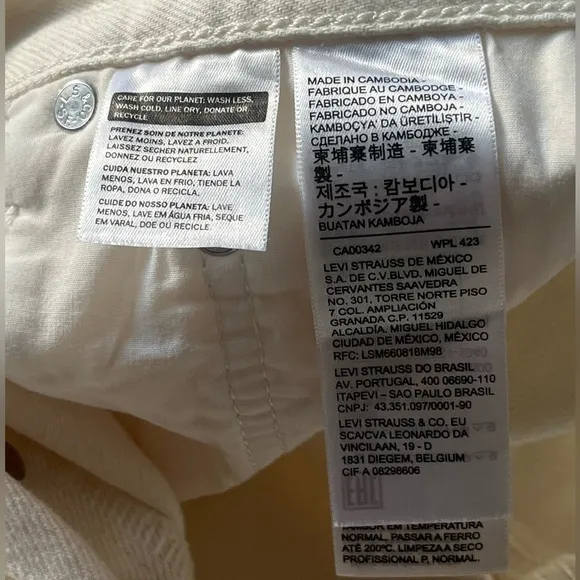 CARE FOR OUR PLANET: WASH LESS,
WASH COLD, LINE DRY, DONATE OR
RECYCLE
PRENEZ SOIN DE NOTRE PLANETE:
LAVEZ MOINS, LAVEZ A FROID,
LAISSEZ SECHER NATURELLEMENT,
DONNEZ OU RECYCLEZ
CUIDA NUESTRO PLANETA: LAVA
MENOS, LAVA EN FRIO, TIENDE LA
ROPA, DONA O RECICLA.
CUIDE DO NOSSO PLANETA: LAVE
MENOS, LAVE EM ÁGUA FRIA, SEQUE
EM VARAL, DOE OU RECICLE.
MADE IN CAMBODIA -
FABRIQUE AU CAMBODGE -
FABRICADO EN CAMBOYA -
FABRICADO NO CAMBOJA -
KAMBOÇYA' DA ÜRETILIŞTIR -
СДЕЛАНО В КАМБОДЖЕ -
柬埔寨制造 - 柬埔寨
製 -
제조국 : 캄보디아 -
カンボジア製 -
BUATAN KAMBOJA
CA00342 WPL 423
LEVI STRAUSS DE MÉXICO
S.A. DE C.V.BLVD. MIGUEL DE
CERVANTES SAAVEDRA
NO. 301, TORRE NORTE PISO
7 COL. AMPLIACIÓN
GRANADA C.P. 11529
ALCALDÍA. MIGUEL HIDALGO
CIUDAD DE MÉXICO, MÉXICO
RFC: LSM660818M98
LEVI STRAUSS DO BRASIL
AV. PORTUGAL, 400 06690-110
ITAPEVI – SAO PAULO BRASIL
CNPJ: 43.351.097/0001-90
LEVI STRAUSS & CO. EU
SCA/CVA LEONARDO DA
VINCILAAN, 19 - D
1831 DIEGEM, BELGIUM
CIF A 08298606
EAC
TAMBOR EM TEMPERATURA
NORMAL, PASSAR A FERRO
ATÉ 200ºC. LIMPEZA A SECO
PROFISSIONAL P. NORMAL.